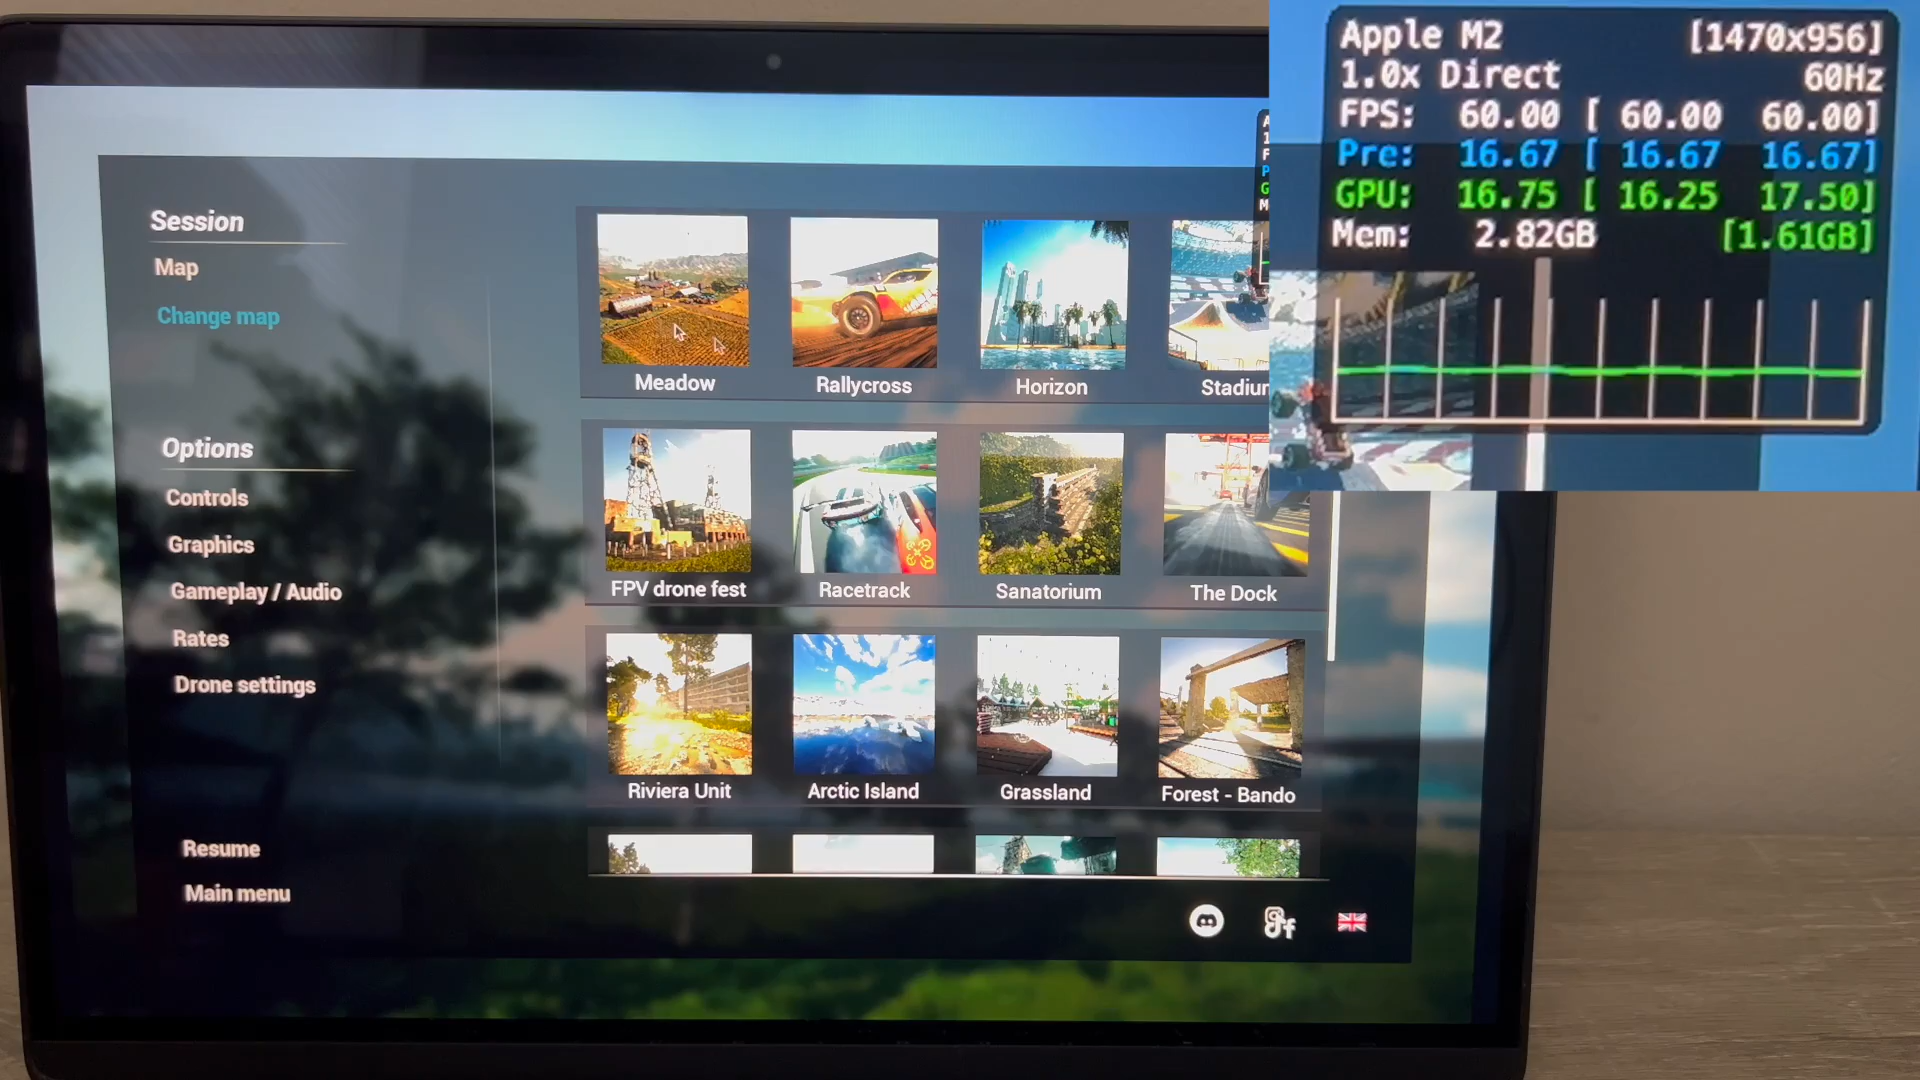 Apple M2 [1470x956]
1.0x Direct 60Hz
FPS: 60.00 [ 60.00 60.00]
Pre: 16.67 [ 16.67 16.67]
GPU: 16.75 [ 16.25 17.50]
Mem: 2.82GB [1.61GB]
Session
Map
Change map
Options
Controls
Graphics
Gameplay / Audio
Rates
Drone settings
Resume
Main menu
Meadow Rallycross Horizon Stadiu
FPV drone fest Racetrack Sanatorium The Dock
Riviera Unit Arctic Island Grassland Forest - Bando